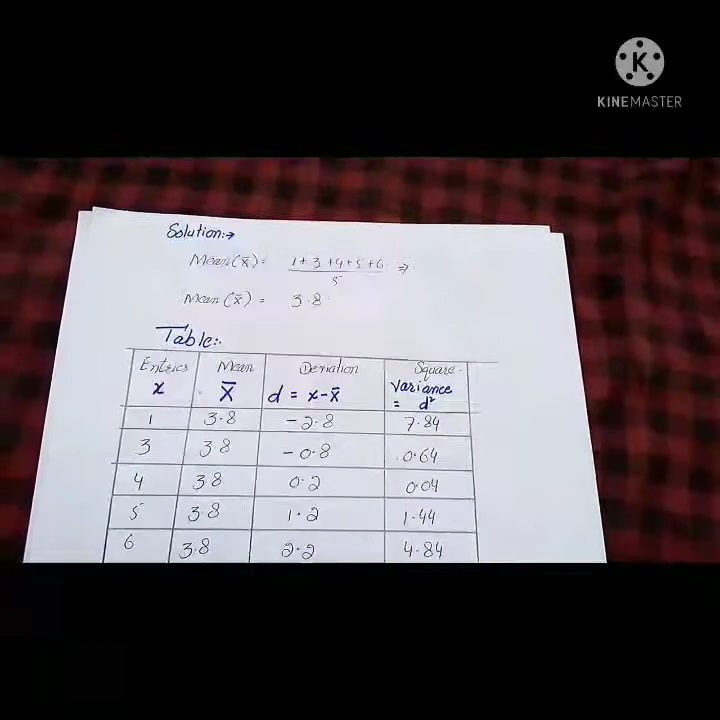 K
KINEMASTER
Solution:→
Mean(x̄)= 1+3+4+5+6 ⇒
5
Mean(x̄) = 3.8
Table:-
Entries Mean Deviation Square
x X̄ d = x-x̄ Variance
= d²
1 3.8 -2.8 7.84
3 3.8 -0.8 0.64
4 3.8 0.2 0.04
5 3.8 1.2 1.44
6 3.8 2.2 4.84